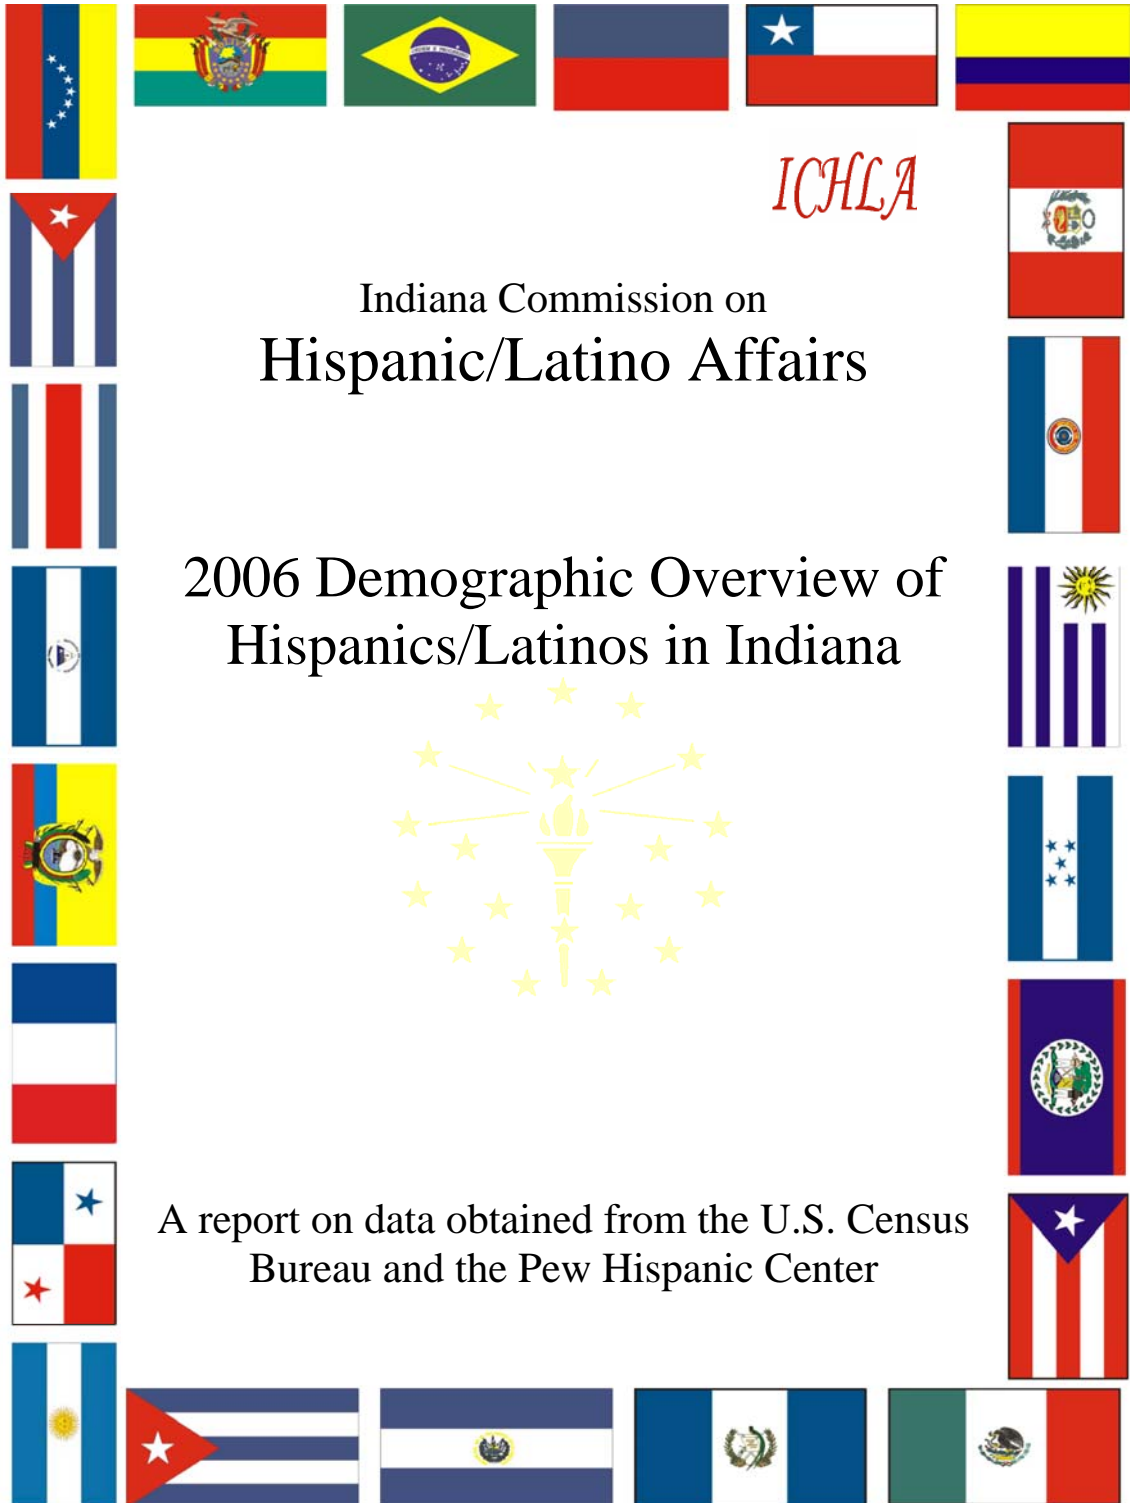 ICHLA
Indiana Commission on
Hispanic/Latino Affairs
2006 Demographic Overview of
Hispanics/Latinos in Indiana
A report on data obtained from the U.S. Census
Bureau and the Pew Hispanic Center